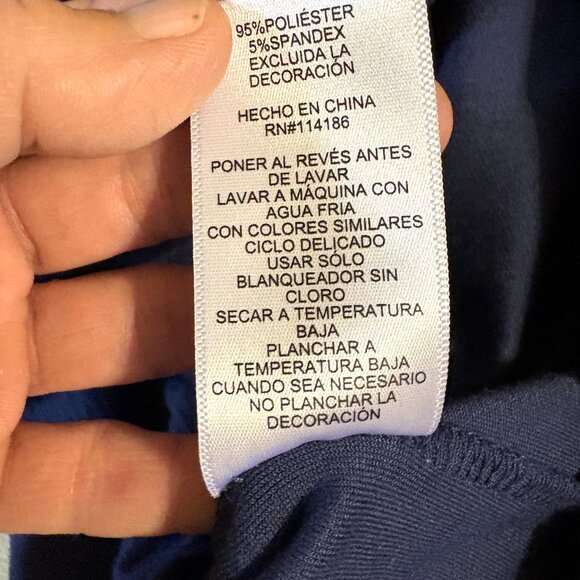 95%POLIÉSTER
5%SPANDEX
EXCLUIDA LA
DECORACIÓN
HECHO EN CHINA
RN#114186
PONER AL REVÉS ANTES
DE LAVAR
LAVAR A MÁQUINA CON
AGUA FRIA
CON COLORES SIMILARES
CICLO DELICADO
USAR SÓLO
BLANQUEADOR SIN
CLORO
SECAR A TEMPERATURA
BAJA
PLANCHAR A
TEMPERATURA BAJA
CUANDO SEA NECESARIO
NO PLANCHAR LA
DECORACIÓN